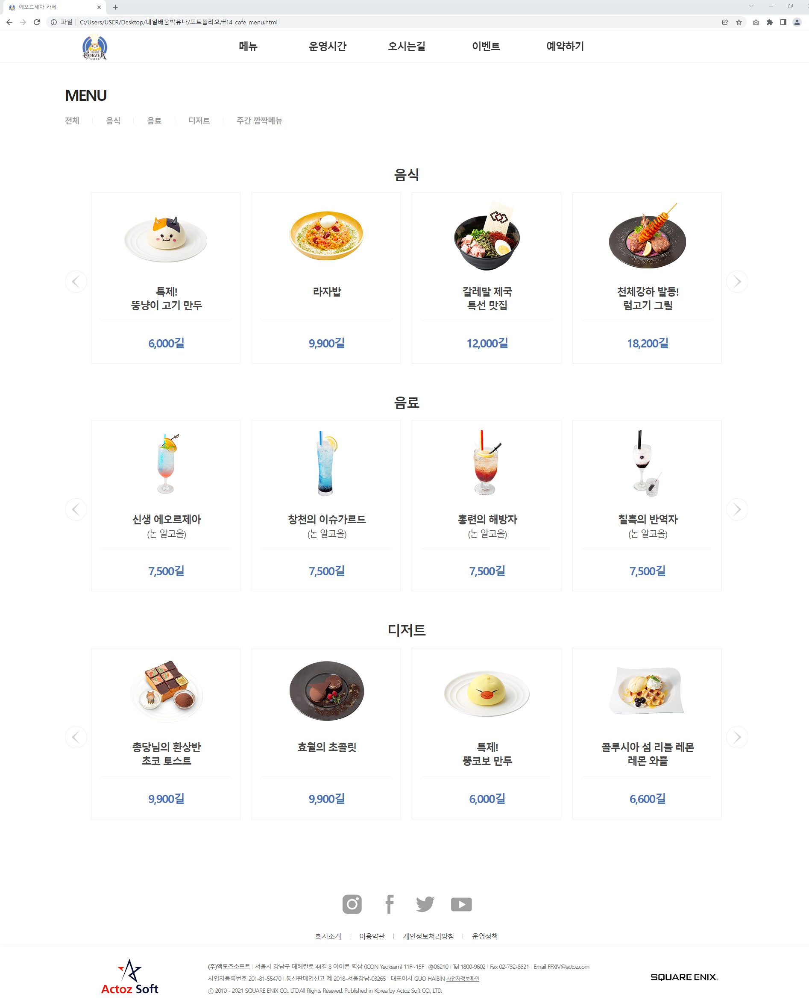 에오르제아 카페
파일 C:/Users/USER/Desktop/내일배움박유나/포트폴리오/ff14_cafe_menu.html
EORZEA
CAFE
메뉴 운영시간 오시는길 이벤트 예약하기
MENU
전체 음식 음료 디저트 주간 깜짝메뉴
음식
특제!
뚱냥이 고기 만두
6,000길
라자밥
9,900길
갈레말 제국
특선 맛집
12,000길
천체강하 발동!
럼고기 그릴
18,200길
음료
신생 에오르제아
(논 알코올)
7,500길
창천의 이슈가르드
(논 알코올)
7,500길
홍련의 해방자
(논 알코올)
7,500길
칠흑의 반역자
(논 알코올)
7,500길
디저트
총당님의 환상반
초코 토스트
9,900길
효월의 초콜릿
9,900길
특제!
뚱코보 만두
6,000길
콜루시아 섬 리틀 레몬
레몬 와플
6,600길
회사소개 | 이용약관 | 개인정보처리방침 | 운영정책
Actoz Soft
(주)액토즈소프트 | 서울시 강남구 테헤란로 44길 8 아이콘 역삼 (ICON Yeoksam) 11F~15F | ㉾06210 | Tel 1800-9602 | Fax 02-732-8621 | Email FFXIV@actoz.com
사업자등록번호 201-81-55470 | 통신판매업신고 제 2018-서울강남-03265 | 대표이사 GUO HAIBIN 사업자정보확인
ⓒ 2010 - 2021 SQUARE ENIX CO., LTD.All Rights Reseved. Published in Korea by Actoz Soft CO., LTD.
SQUARE ENIX.